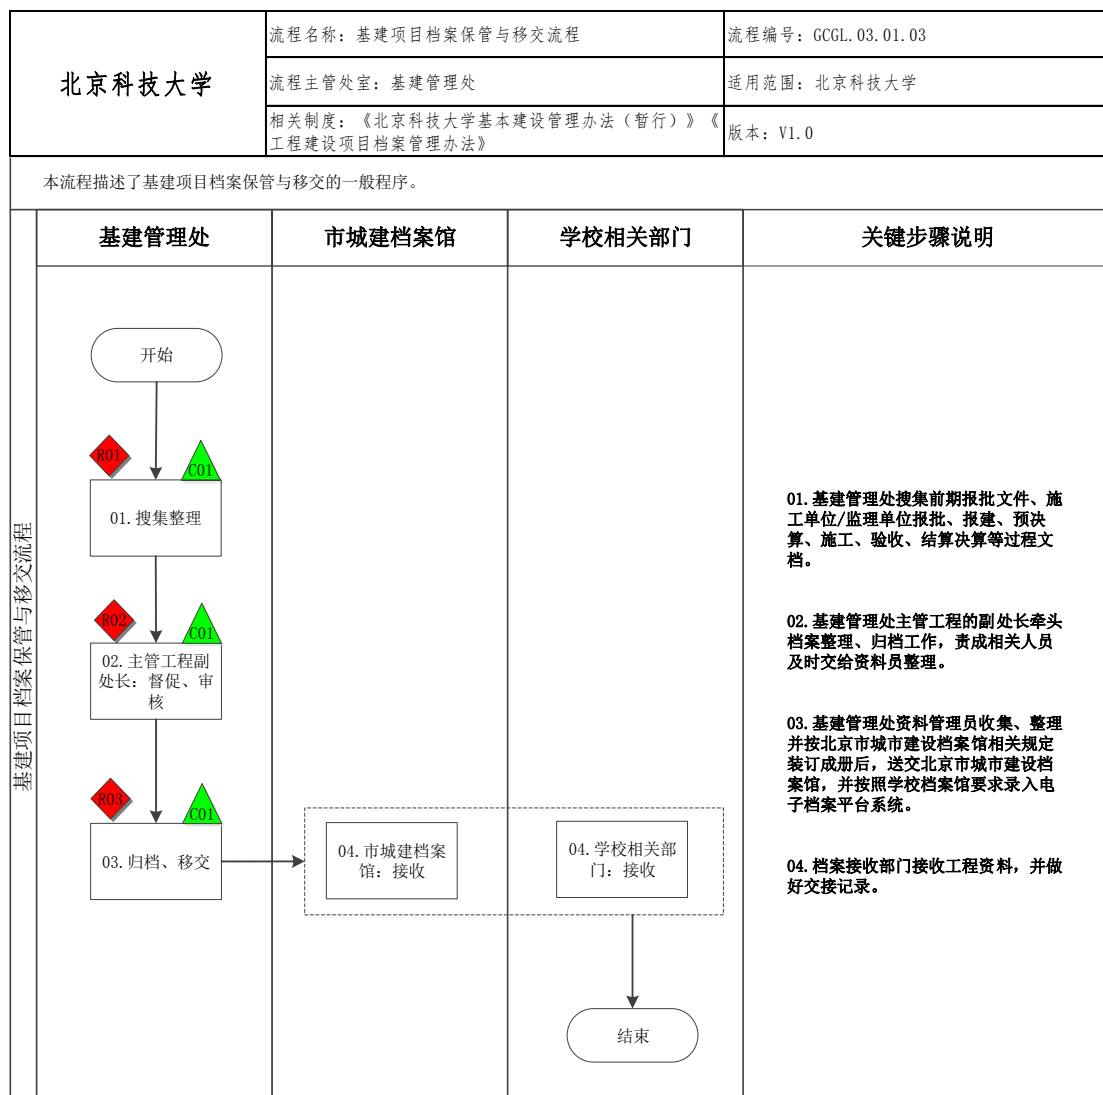 北京科技大学
流程名称：基建项目档案保管与移交流程
流程编号：GCGL.03.01.03
流程主管处室：基建管理处
适用范围：北京科技大学
相关制度：《北京科技大学基本建设管理办法（暂行）》《
工程建设项目档案管理办法》
版本：V1.0
本流程描述了基建项目档案保管与移交的一般程序。
基建项目档案保管与移交流程
基建管理处
市城建档案馆
学校相关部门
关键步骤说明
开始
R01
C01
01.搜集整理
R02
C01
02.主管工程副
处长：督促、审
核
R03
C01
03.归档、移交
04.市城建档案
馆：接收
04.学校相关部
门：接收
结束
01.基建管理处搜集前期报批文件、施
工单位/监理单位报批、报建、预决
算、施工、验收、结算决算等过程文
档。
02.基建管理处主管工程的副处长牵头
档案整理、归档工作，责成相关人员
及时交给资料员整理。
03.基建管理处资料管理员收集、整理
并按北京市城市建设档案馆相关规定
装订成册后，送交北京市城市建设档
案馆，并按照学校档案馆要求录入电
子档案平台系统。
04.档案接收部门接收工程资料，并做
好交接记录。